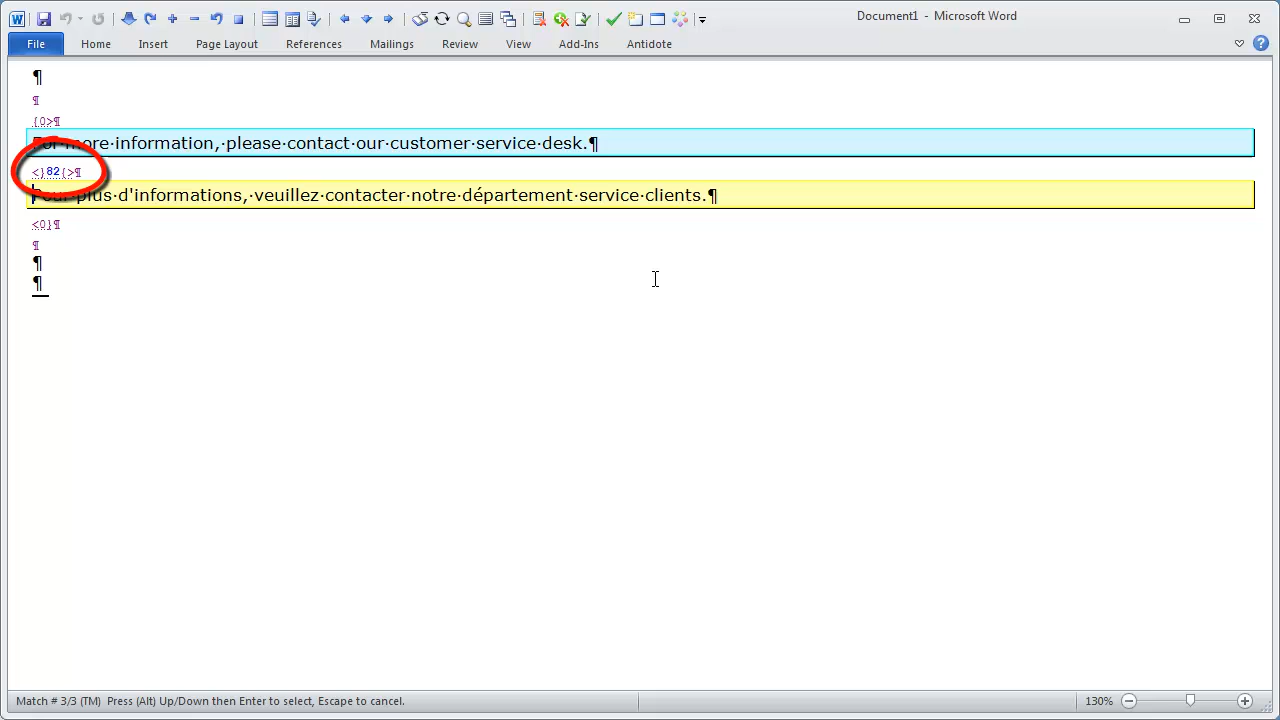 Document1 - Microsoft Word
File Home Insert Page Layout References Mailings Review View Add-Ins Antidote
¶
¶
{0>¶
For·more·information,·please·contact·our·customer·service·desk.¶
<}82{>¶
Pour·plus·d'informations,·veuillez·contacter·notre·département·service·clients.¶
<0}¶
¶
¶
¶
Match # 3/3 (TM) Press (Alt) Up/Down then Enter to select, Escape to cancel. 130%